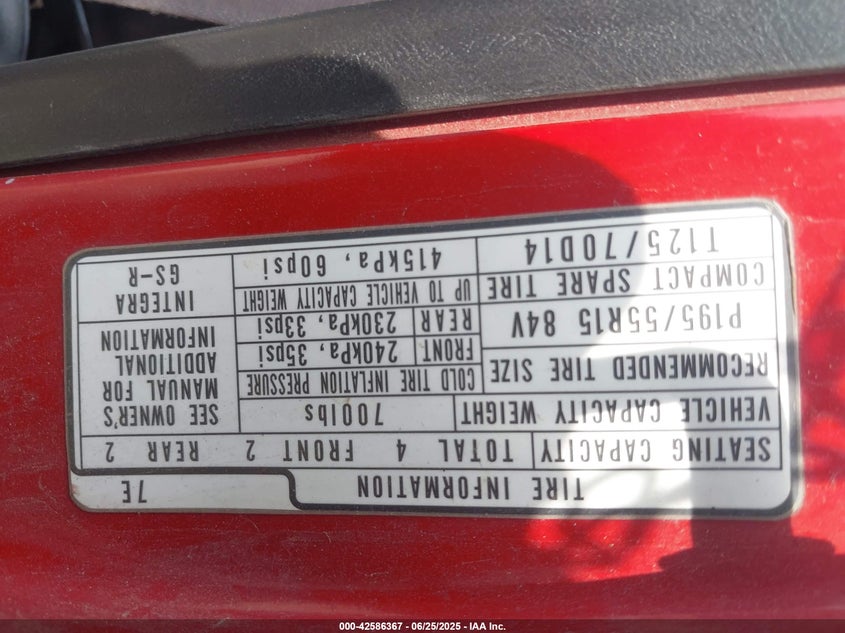 TIRE INFORMATION 7E
SEATING CAPACITY TOTAL 4 FRONT 2 REAR 2
VEHICLE CAPACITY WEIGHT 700lbs
RECOMMENDED TIRE SIZE
P195/55R15 84V
COLD TIRE INFLATION PRESSURE
FRONT 240kPa, 35psi
REAR 230kPa, 33psi
SEE OWNER'S
MANUAL FOR
ADDITIONAL
INFORMATION
COMPACT SPARE TIRE
T125/70D14
UP TO VEHICLE CAPACITY WEIGHT
415kPa, 60psi
INTEGRA
GS-R
000-42586367 - 06/25/2025 - IAA Inc.